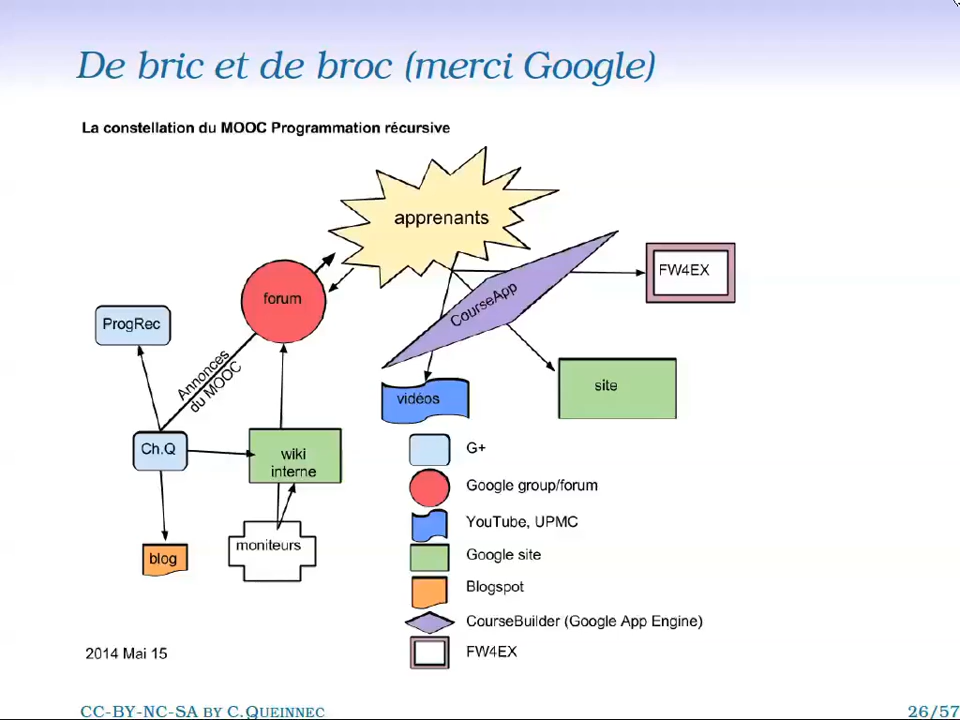 De bric et de broc (merci Google)
La constellation du MOOC Programmation récursive
apprenants
FW4EX
forum
CourseApp
ProgRec
Annonces
du MOOC
site
vidéos
Ch.Q
wiki
interne
G+
Google group/forum
YouTube, UPMC
moniteurs
blog
Google site
Blogspot
CourseBuilder (Google App Engine)
FW4EX
2014 Mai 15
CC-BY-NC-SA BY C.QUEINNEC
26/57